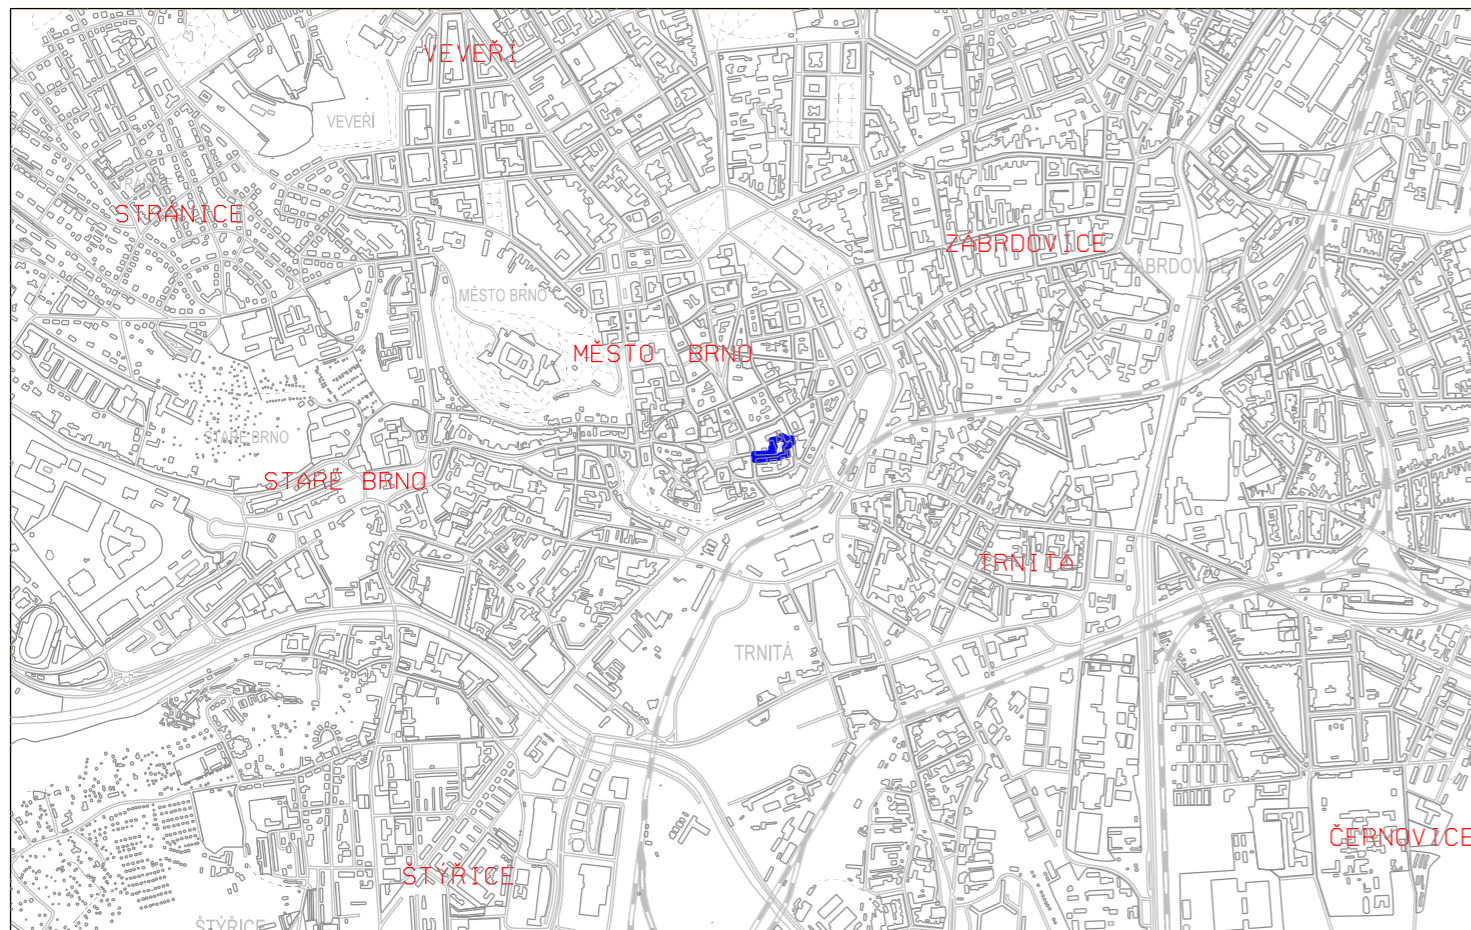 VEVEŘÍ
VEVEŘÍ
STRÁNICE
ZÁBRDOVICE
ZÁBRDOVICE
MĚSTO BRNO
MĚSTO BRNO
STARÉ BRNO
STARÉ BRNO
TRNITÁ
TRNITÁ
ČERNOVICE
ŠTÝŘICE
ŠTÝŘICE